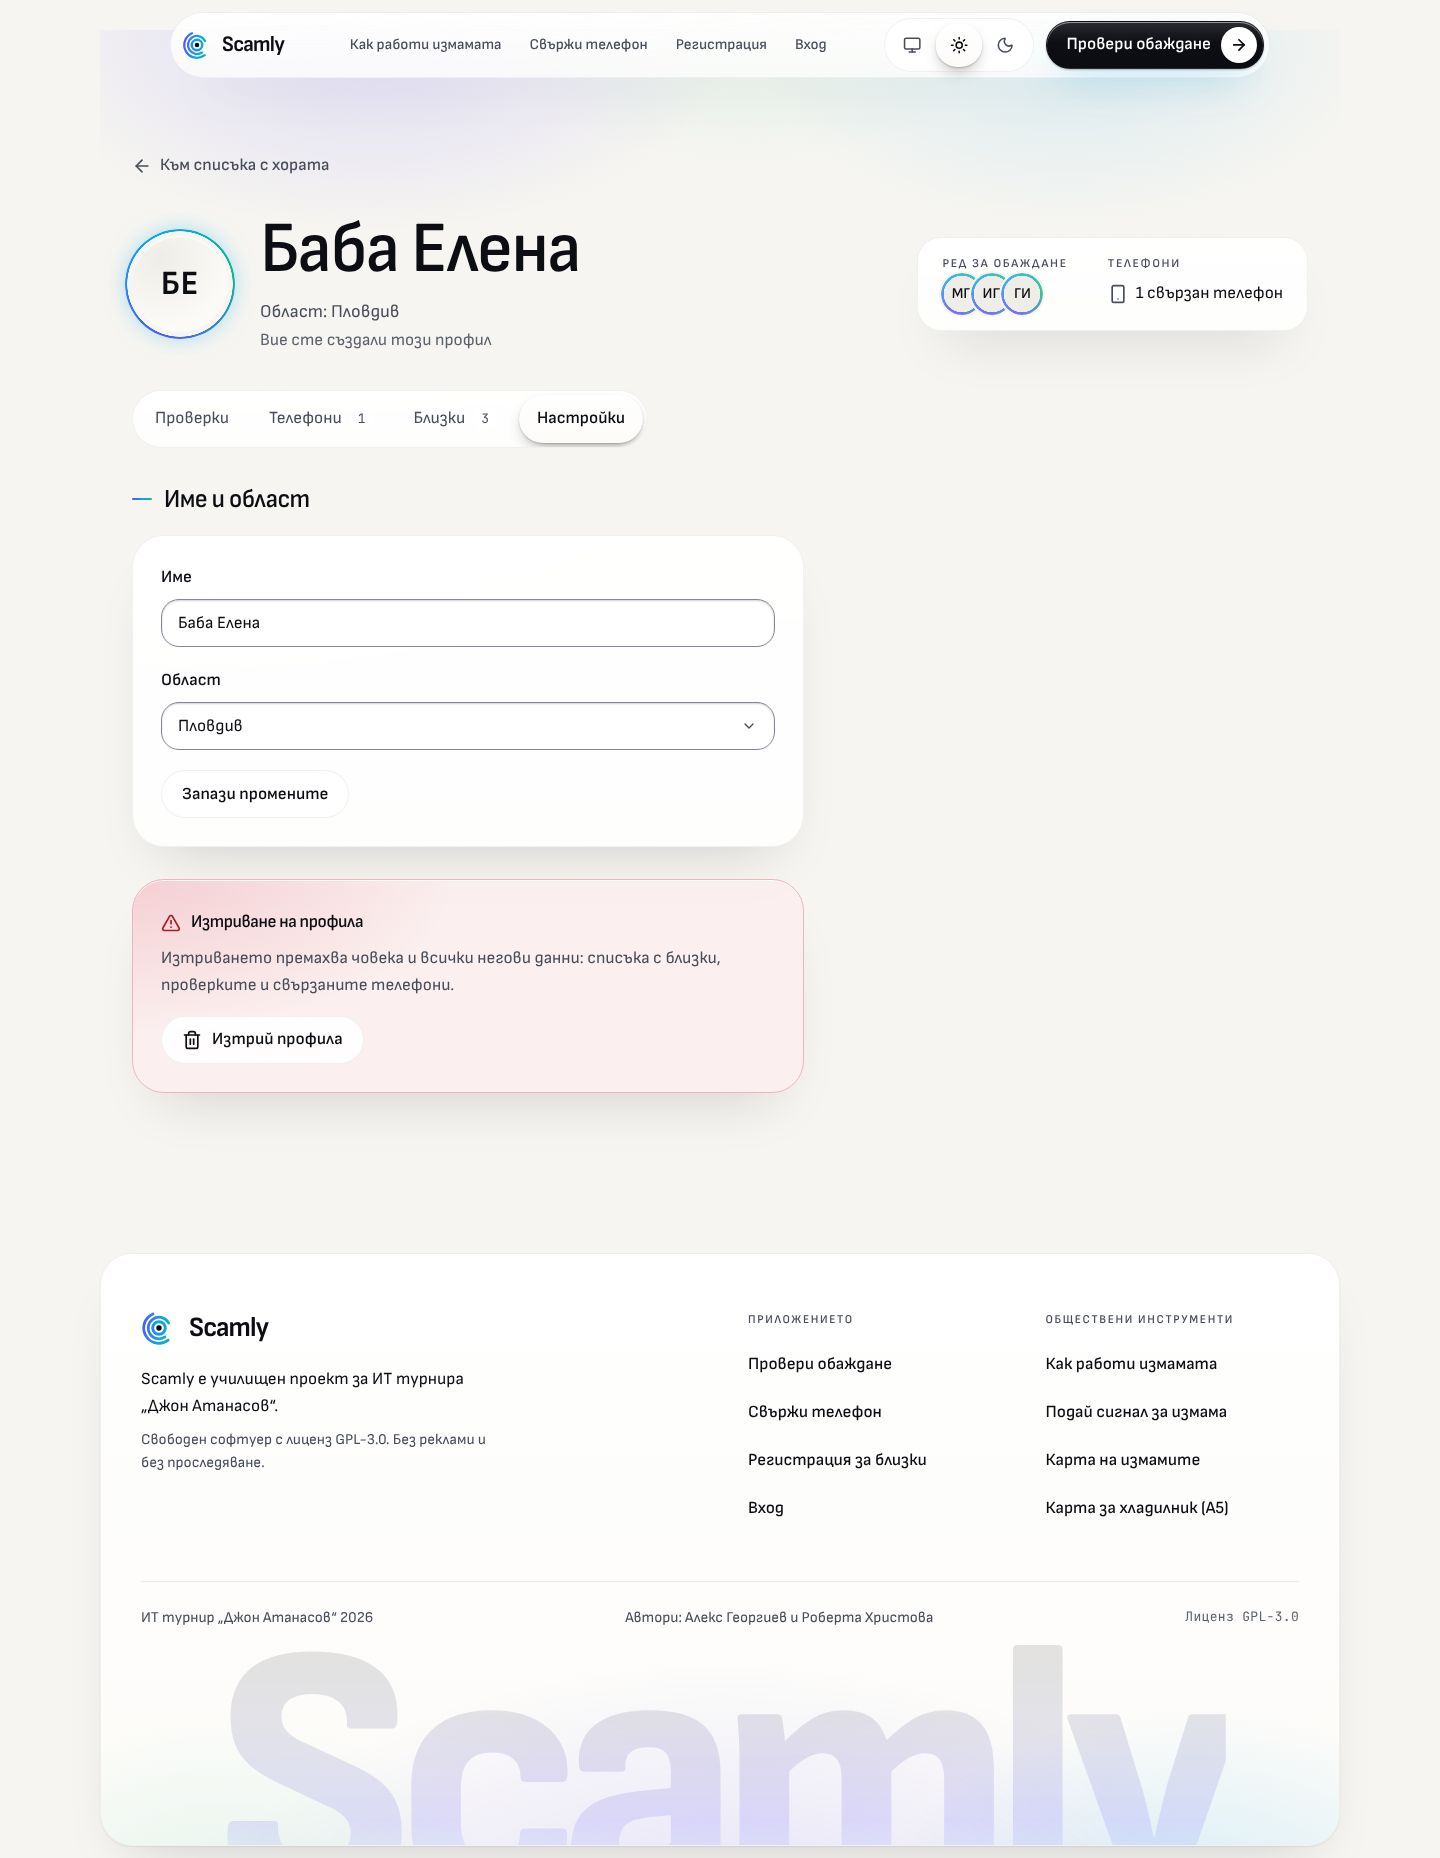 Scamly
Как работи измамата
Свържи телефон
Регистрация
Вход
Провери обаждане
Към списъка с хората
БЕ
Баба Елена
Област: Пловдив
Вие сте създали този профил
РЕД ЗА ОБАЖДАНЕ
МГ ИГ ГИ
ТЕЛЕФОНИ
1 свързан телефон
Проверки
Телефони 1
Близки 3
Настройки
Име и област
Име
Баба Елена
Област
Пловдив
Запази промените
Изтриване на профила
Изтриването премахва човека и всички негови данни: списъка с близки,
проверките и свързаните телефони.
Изтрий профила
Scamly
Scamly е училищен проект за ИТ турнира
„Джон Атанасов“.
Свободен софтуер с лиценз GPL-3.0. Без реклами и
без проследяване.
ПРИЛОЖЕНИЕТО
Провери обаждане
Свържи телефон
Регистрация за близки
Вход
ОБЩЕСТВЕНИ ИНСТРУМЕНТИ
Как работи измамата
Подай сигнал за измама
Карта на измамите
Карта за хладилник (А5)
ИТ турнир „Джон Атанасов“ 2026
Автори: Алекс Георгиев и Роберта Христова
Лиценз GPL-3.0
Scamly